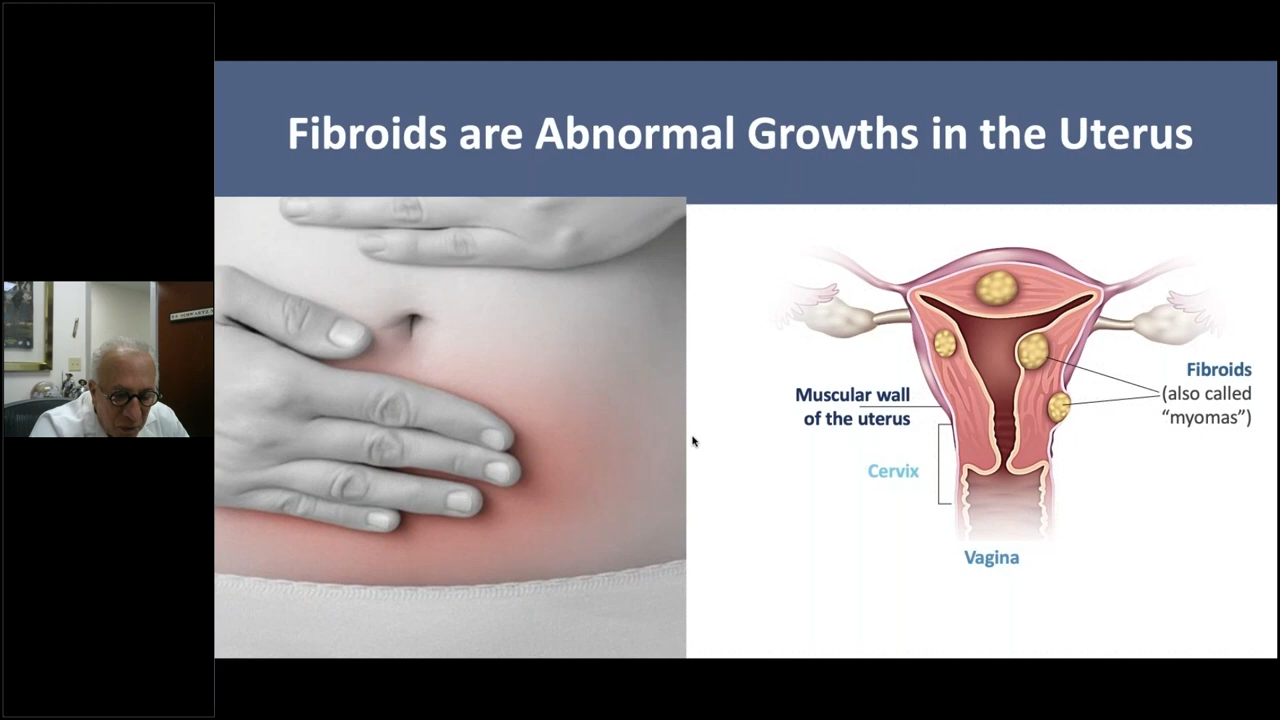 Fibroids are Abnormal Growths in the Uterus
Muscular wall
of the uterus
Cervix
Vagina
Fibroids
(also called
“myomas”)